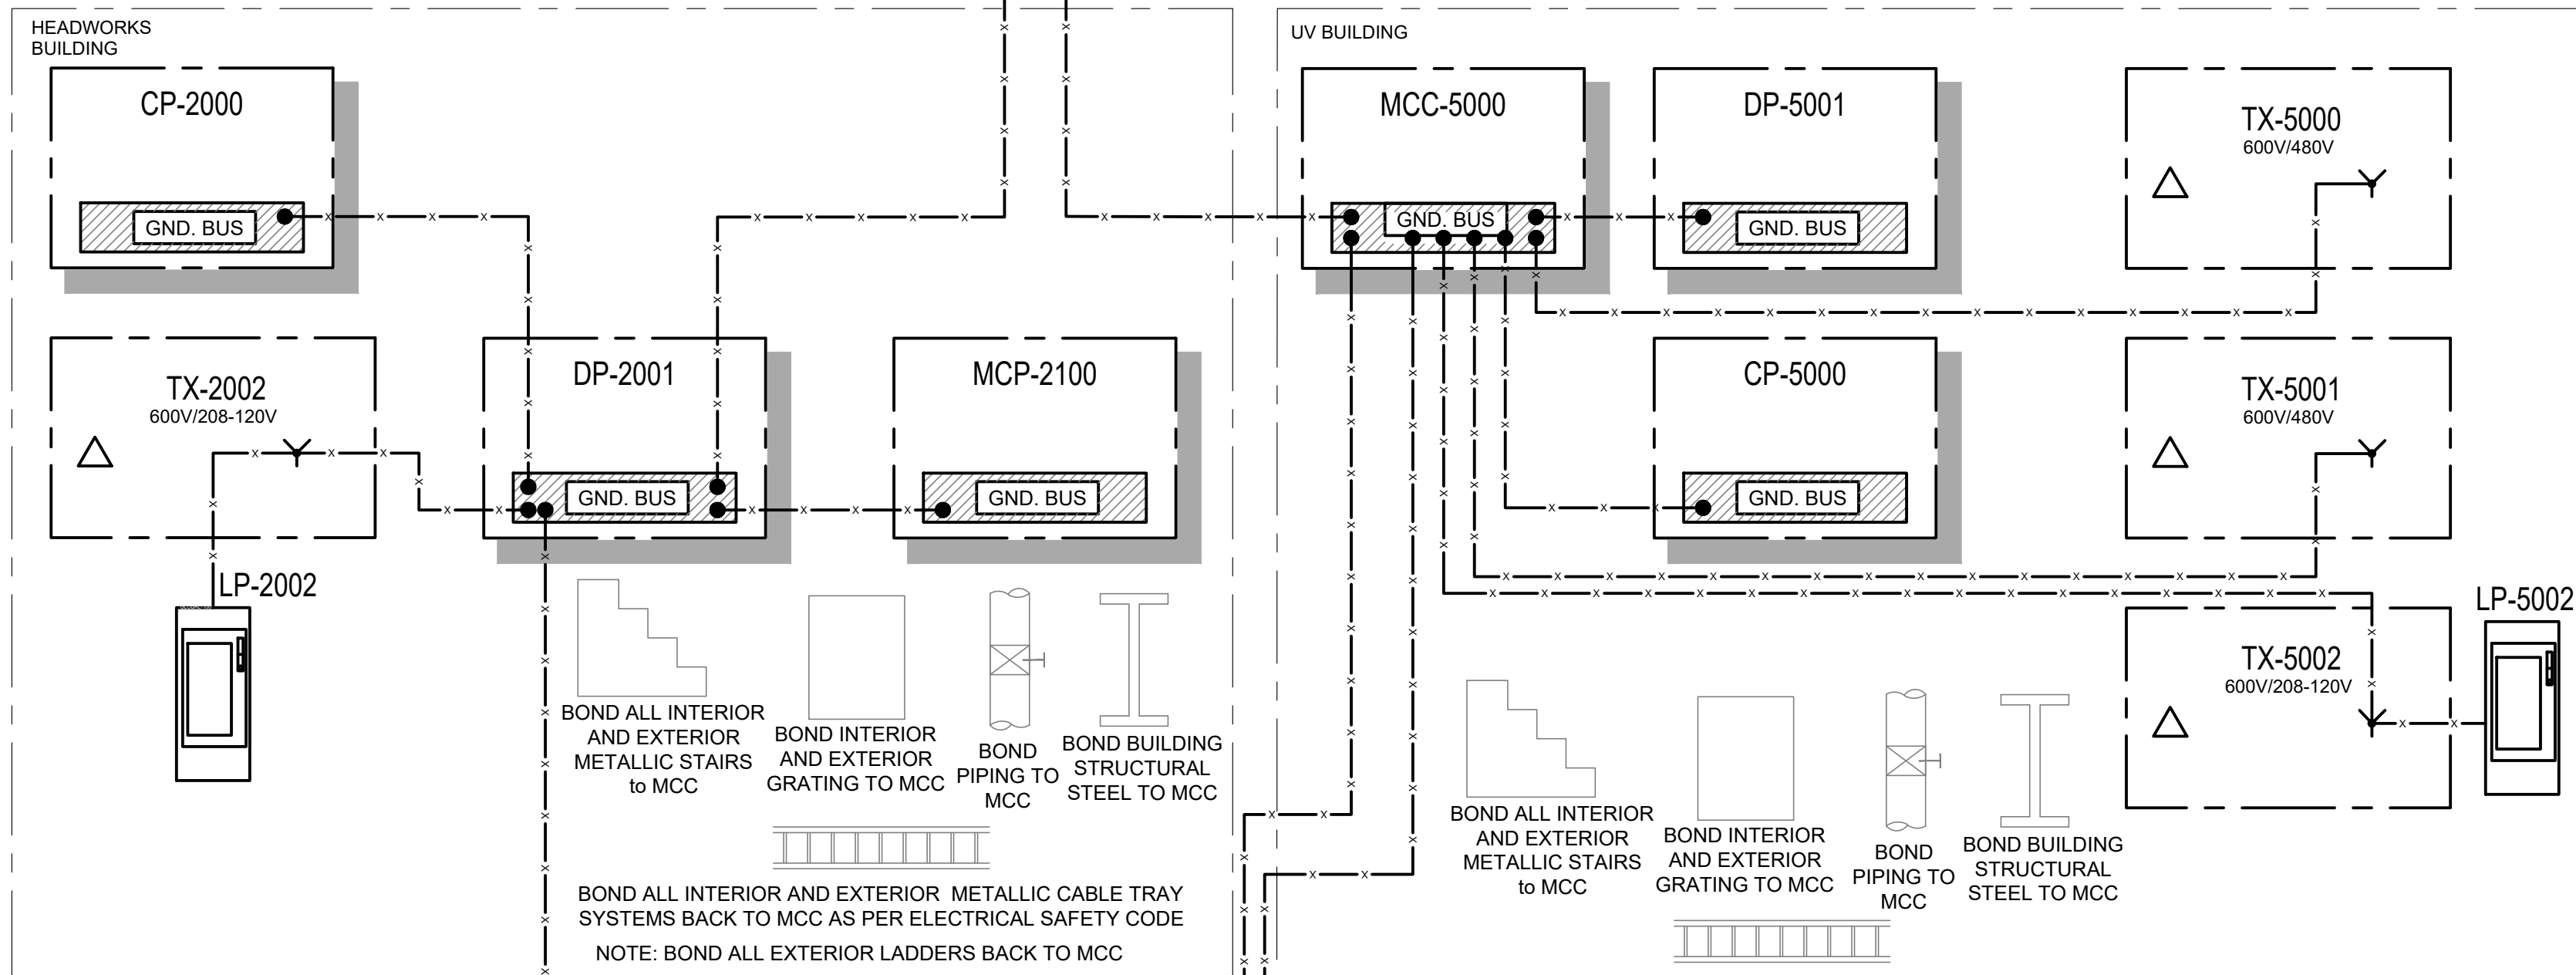 HEADWORKS
BUILDING
CP-2000
GND. BUS
TX-2002
600V/208-120V
DP-2001
GND. BUS
MCP-2100
GND. BUS
LP-2002
BOND ALL INTERIOR
AND EXTERIOR
METALLIC STAIRS
to MCC
BOND INTERIOR
AND EXTERIOR
GRATING TO MCC
BOND
PIPING TO
MCC
BOND BUILDING
STRUCTURAL
STEEL TO MCC
BOND ALL INTERIOR AND EXTERIOR METALLIC CABLE TRAY
SYSTEMS BACK TO MCC AS PER ELECTRICAL SAFETY CODE
NOTE: BOND ALL EXTERIOR LADDERS BACK TO MCC
UV BUILDING
MCC-5000
GND. BUS
DP-5001
GND. BUS
TX-5000
600V/480V
CP-5000
GND. BUS
TX-5001
600V/480V
TX-5002
600V/208-120V
LP-5002
BOND ALL INTERIOR
AND EXTERIOR
METALLIC STAIRS
to MCC
BOND INTERIOR
AND EXTERIOR
GRATING TO MCC
BOND
PIPING TO
MCC
BOND BUILDING
STRUCTURAL
STEEL TO MCC